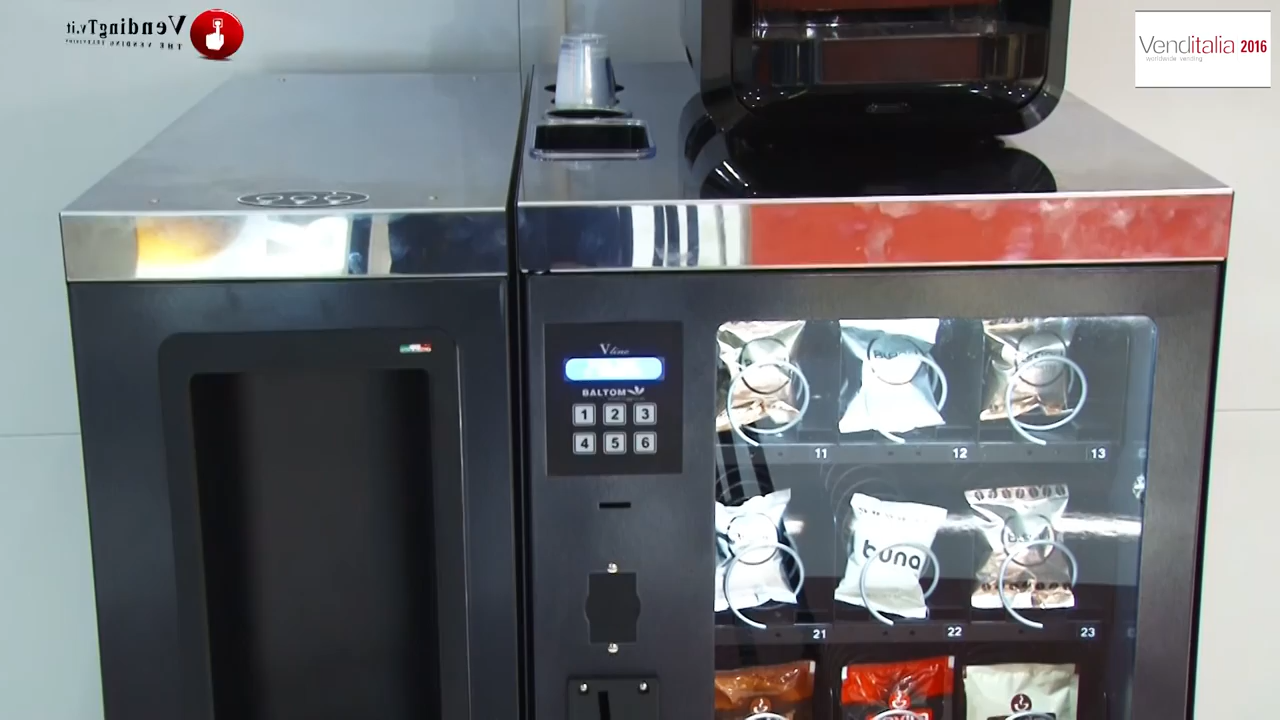 VendingTv.it
THE VENDING TELEVISION
Venditalia 2016
worldwide vending
V line
BALTOM
1 2 3
4 5 6
11 12 13
buna
21 22 23